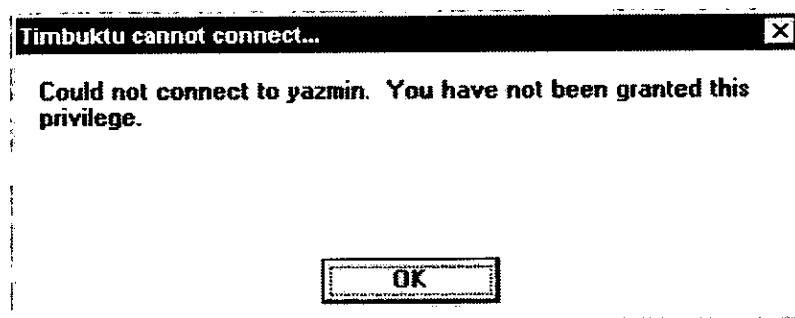 Timbuktu cannot connect...
Could not connect to yazmin. You have not been granted this
privilege.
OK